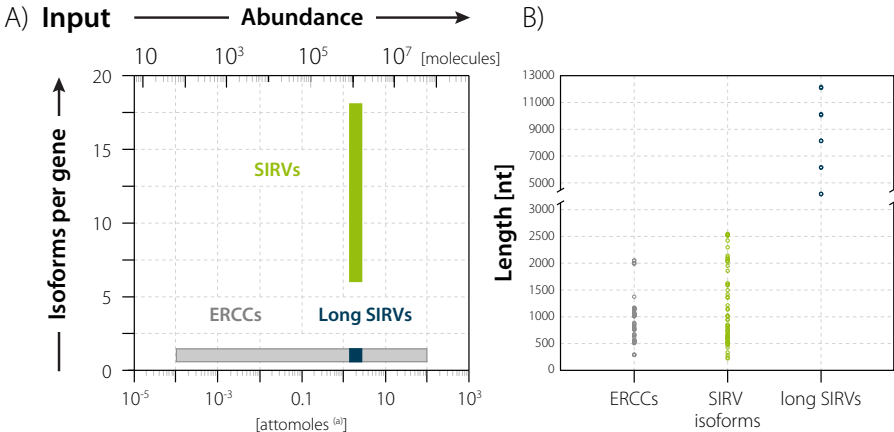 A) Input Abundance
10 10³ 10⁵ 10⁶ 10⁷ [molecules]
Isoforms per gene
20
15
10
5
0
SIRVs
ERCCs Long SIRVs
10⁻⁵ 10⁻³ 0.1 10 10³
[attomoles ⁽ᵃ⁾]
B)
Length [nt]
13000
11000
9000
7000
5000
3000
2500
2000
1500
1000
500
0
ERCCs SIRV isoforms long SIRVs